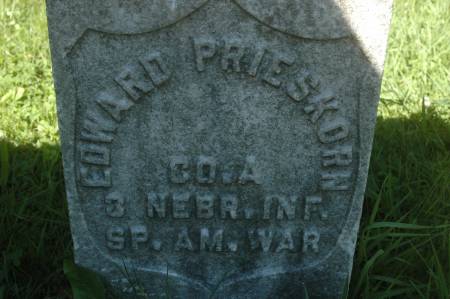 EDWARD PRIESKORN
CO. A
3 NEBR. INF.
SP. AM. WAR